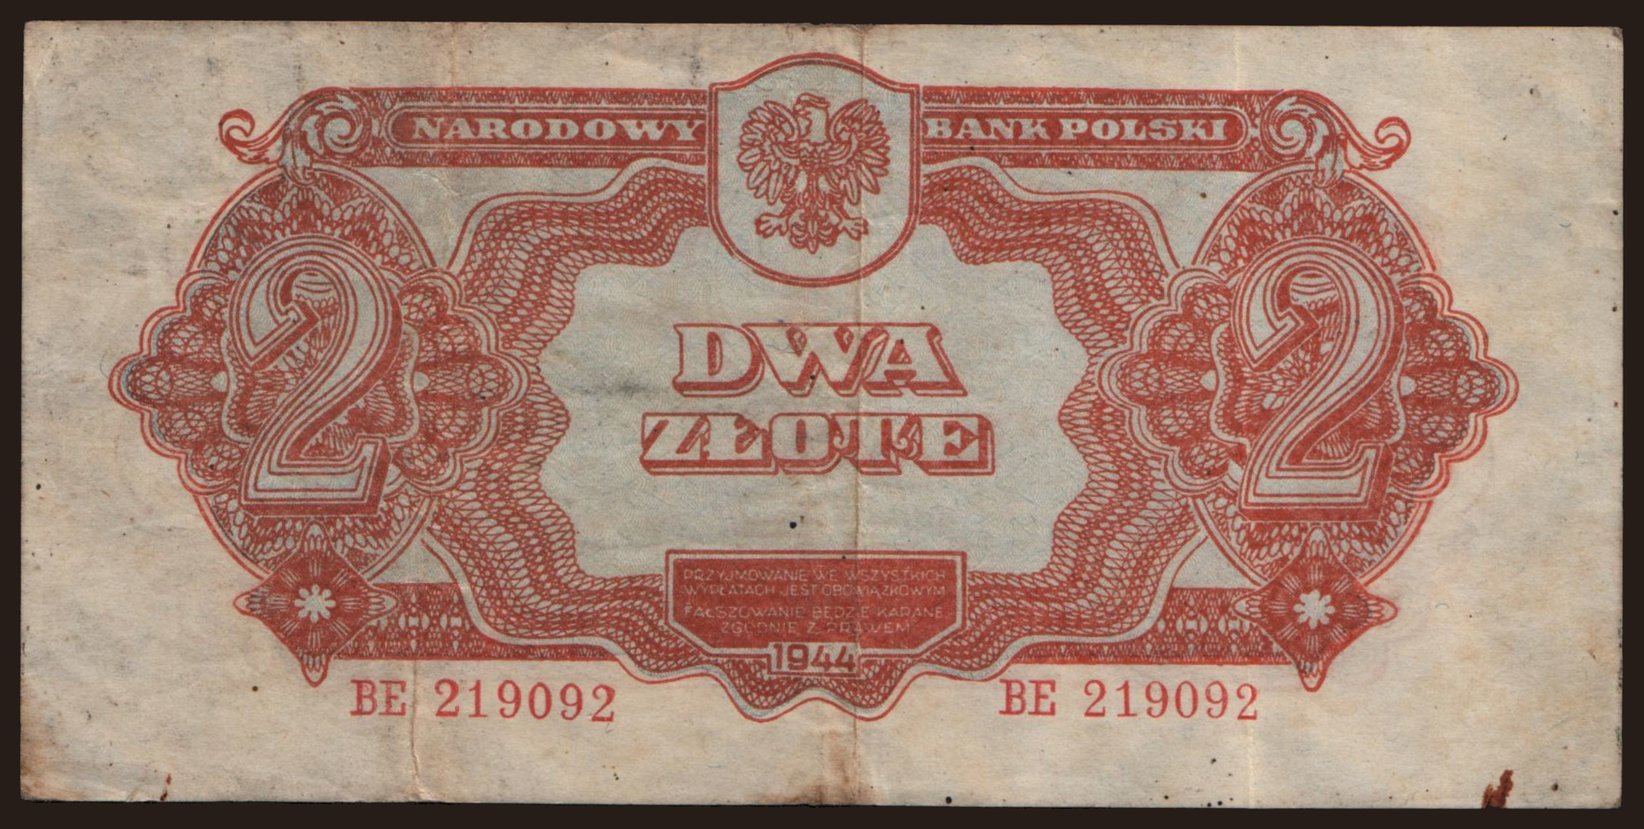 NARODOWY BANK POLSKI
2 2
DWA
ZŁOTE
PRZYJMOWANIE WE WSZYSTKICH
WYPŁATACH JEST OBOWIĄZKOWYM
FAŁSZOWANIE BĘDZIE KARANE
ZGODNIE Z PRAWEM
1944
BE 219092 BE 219092